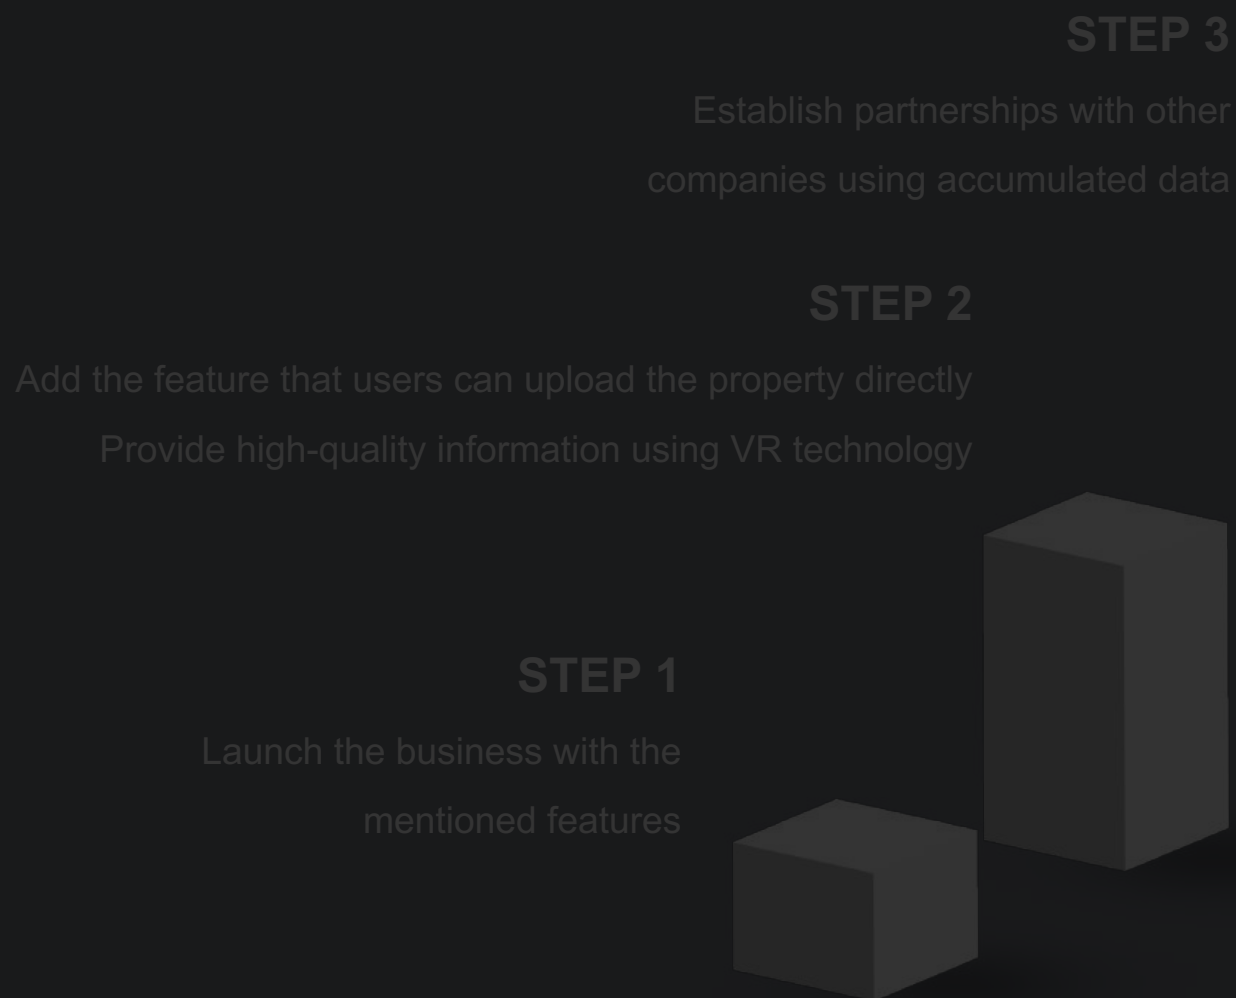 STEP 3
Establish partnerships with other
companies using accumulated data
STEP 2
Add the feature that users can upload the property directly
Provide high-quality information using VR technology
STEP 1
Launch the business with the
mentioned features